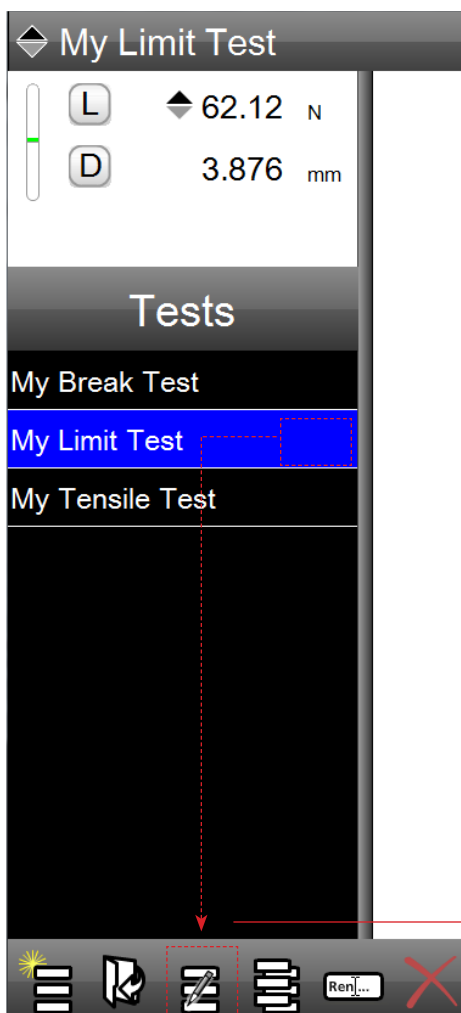 My Limit Test
L 62.12 N
D 3.876 mm
Tests
My Break Test
My Limit Test
My Tensile Test
Ren...